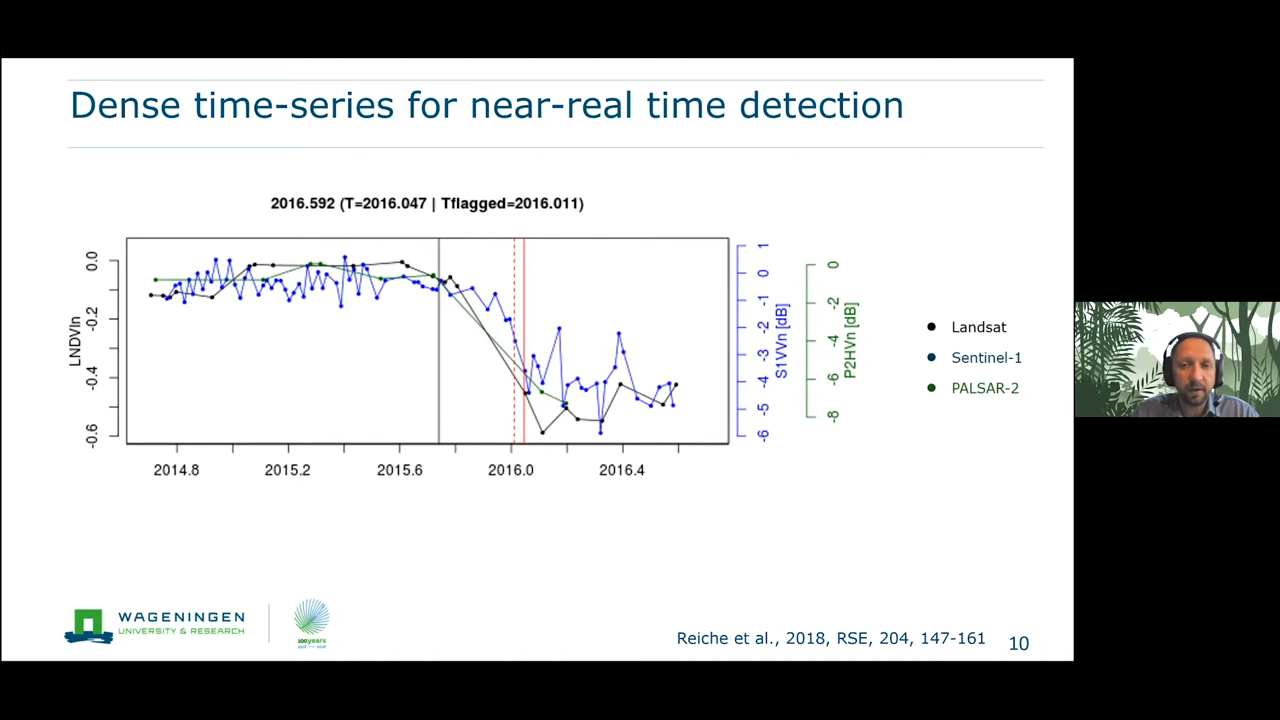 Dense time-series for near-real time detection
2016.592 (T=2016.047 | Tflagged=2016.011)
LNDVIn
0.0
-0.2
-0.4
-0.6
2014.8
2015.2
2015.6
2016.0
2016.4
1
0
-1
-2
-3
-4
-5
-6
S1VVn [dB]
0
-2
-4
-6
-8
P2HVn [dB]
Landsat
Sentinel-1
PALSAR-2
WAGENINGEN
UNIVERSITY & RESEARCH
100years
Reiche et al., 2018, RSE, 204, 147-161
10